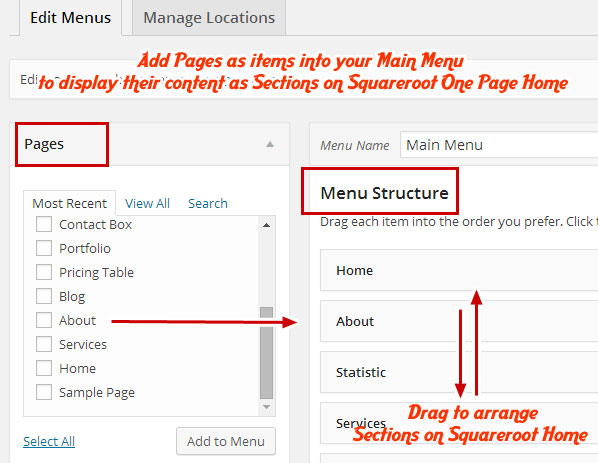 Edit Menus
Manage Locations
Add Pages as items into your Main Menu
to display their content as Sections on Squareroot One Page Home
Pages
Menu Name
Main Menu
Most Recent
View All
Search
Menu Structure
Drag each item into the order you prefer. Click
Contact Box
Portfolio
Pricing Table
Blog
About
Services
Home
Sample Page
Select All
Add to Menu
Home
About
Statistic
Services
Drag to arrange
Sections on Squareroot Home